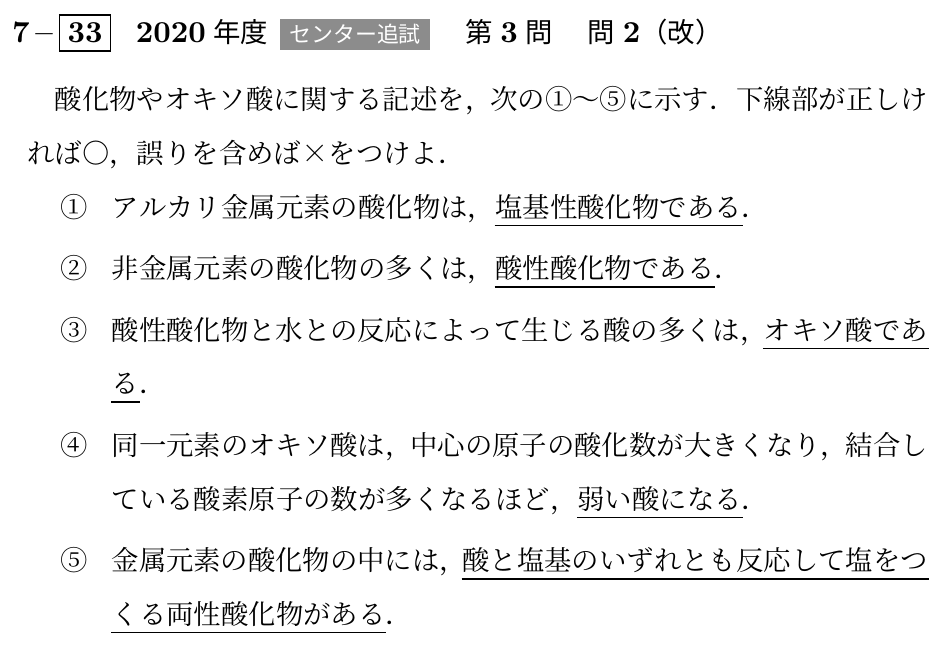 7－33 2020 年度 センター追試 第 3 問 問 2（改）
酸化物やオキソ酸に関する記述を，次の①～⑤に示す．下線部が正しけ
れば○，誤りを含めば×をつけよ．
① アルカリ金属元素の酸化物は，塩基性酸化物である．
② 非金属元素の酸化物の多くは，酸性酸化物である．
③ 酸性酸化物と水との反応によって生じる酸の多くは，オキソ酸であ
る．
④ 同一元素のオキソ酸は，中心の原子の酸化数が大きくなり，結合し
ている酸素原子の数が多くなるほど，弱い酸になる．
⑤ 金属元素の酸化物の中には，酸と塩基のいずれとも反応して塩をつ
くる両性酸化物がある．